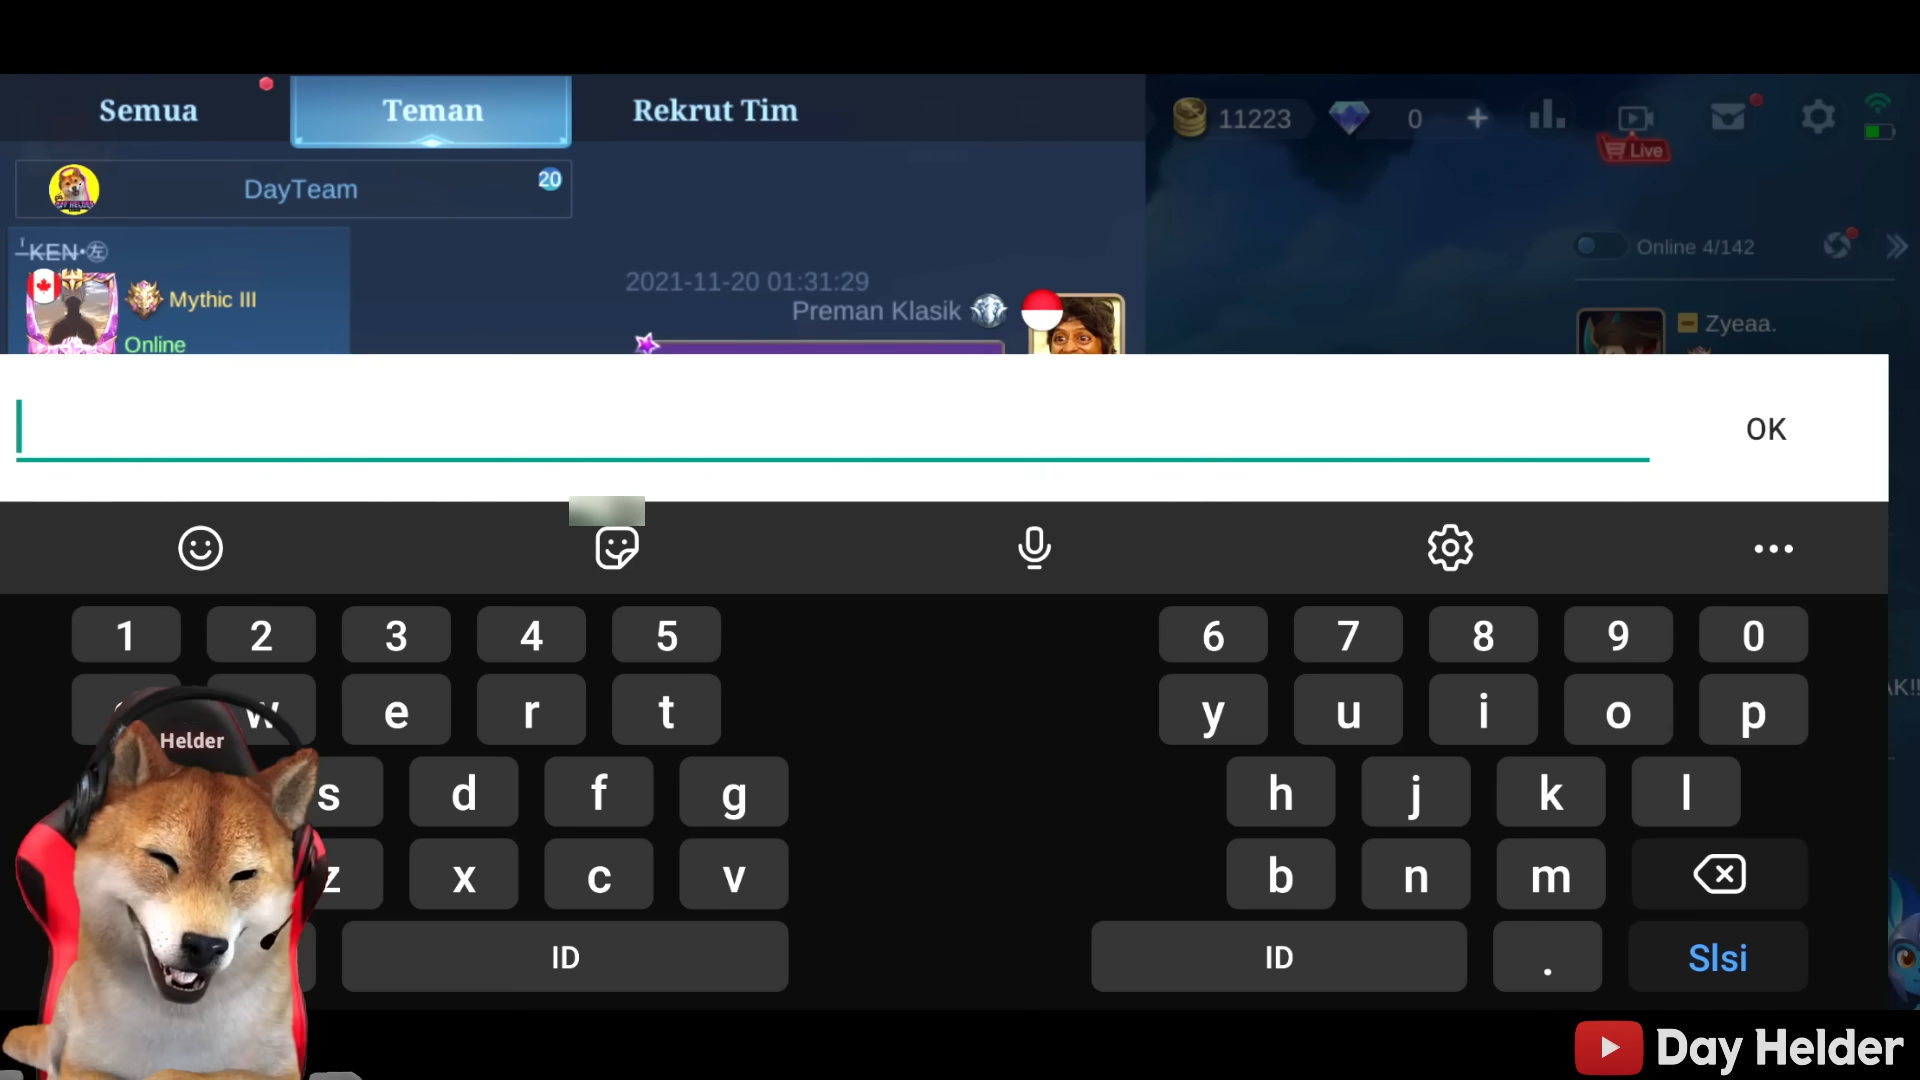 Semua
Teman
Rekrut Tim
11223
0
+
Live
DayTeam
20
KEN
Mythic III
Online
2021-11-20 01:31:29
Preman Klasik
Online 4/142
Zyeaa.
OK
1 2 3 4 5 6 7 8 9 0
w e r t y u i o p
s d f g h j k l
z x c v b n m
ID ID . Slsi
Helder
Day Helder